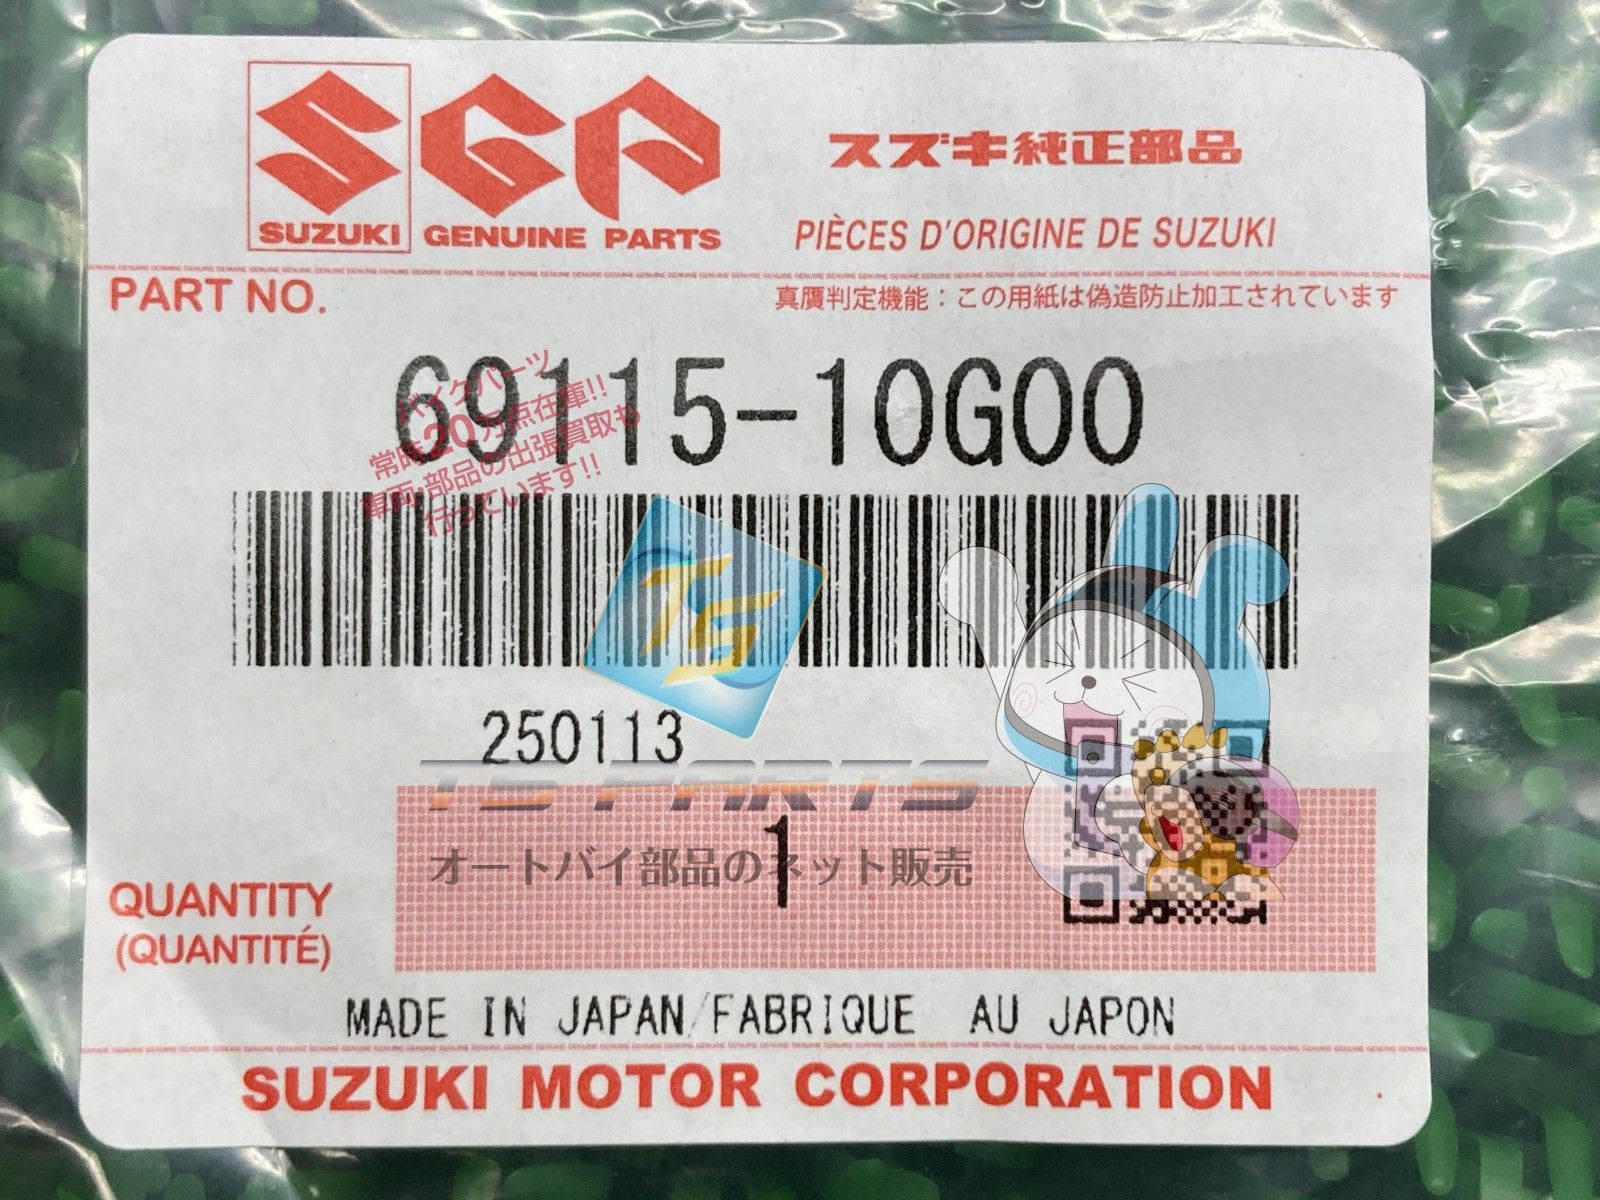 SUZUKI
GENUINE PARTS
スズキ純正部品
PIÈCES D'ORIGINE DE SUZUKI
PART NO.
真贋判定機能：この用紙は偽造防止加工されています
69115-10G00
バイクパーツ
常時20万点在庫!!
車両・部品の出張買取も
行っています!!
TS
250113
TS PARTS
オートバイ部品のネット販売
1
QUANTITY
(QUANTITÉ)
MADE IN JAPAN/FABRIQUE AU JAPON
SUZUKI MOTOR CORPORATION